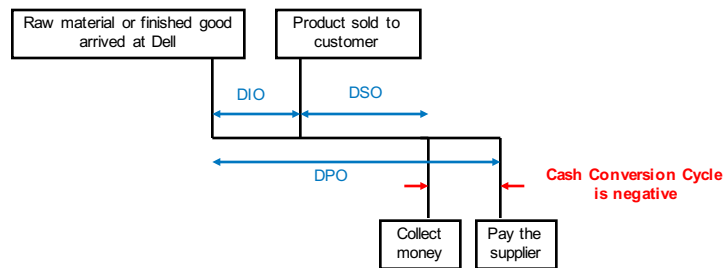 Raw material or finished good
arrived at Dell
Product sold to
customer
DIO
DSO
DPO
Cash Conversion Cycle
is negative
Collect
money
Pay the
supplier